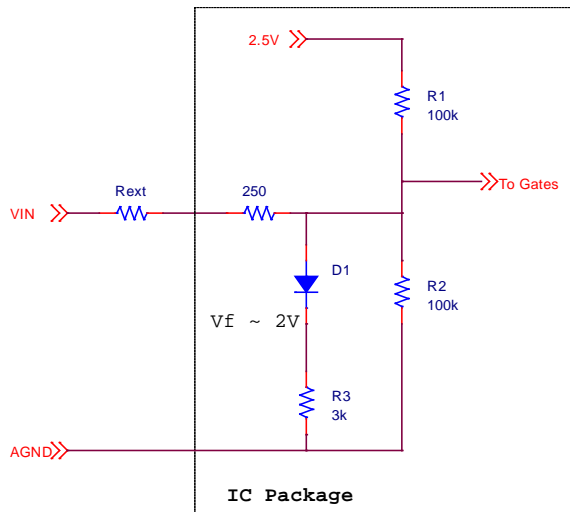 2.5V
R1
100k
To Gates
Rext
250
VIN
D1
R2
100k
Vf ~ 2V
R3
3k
AGND
IC Package